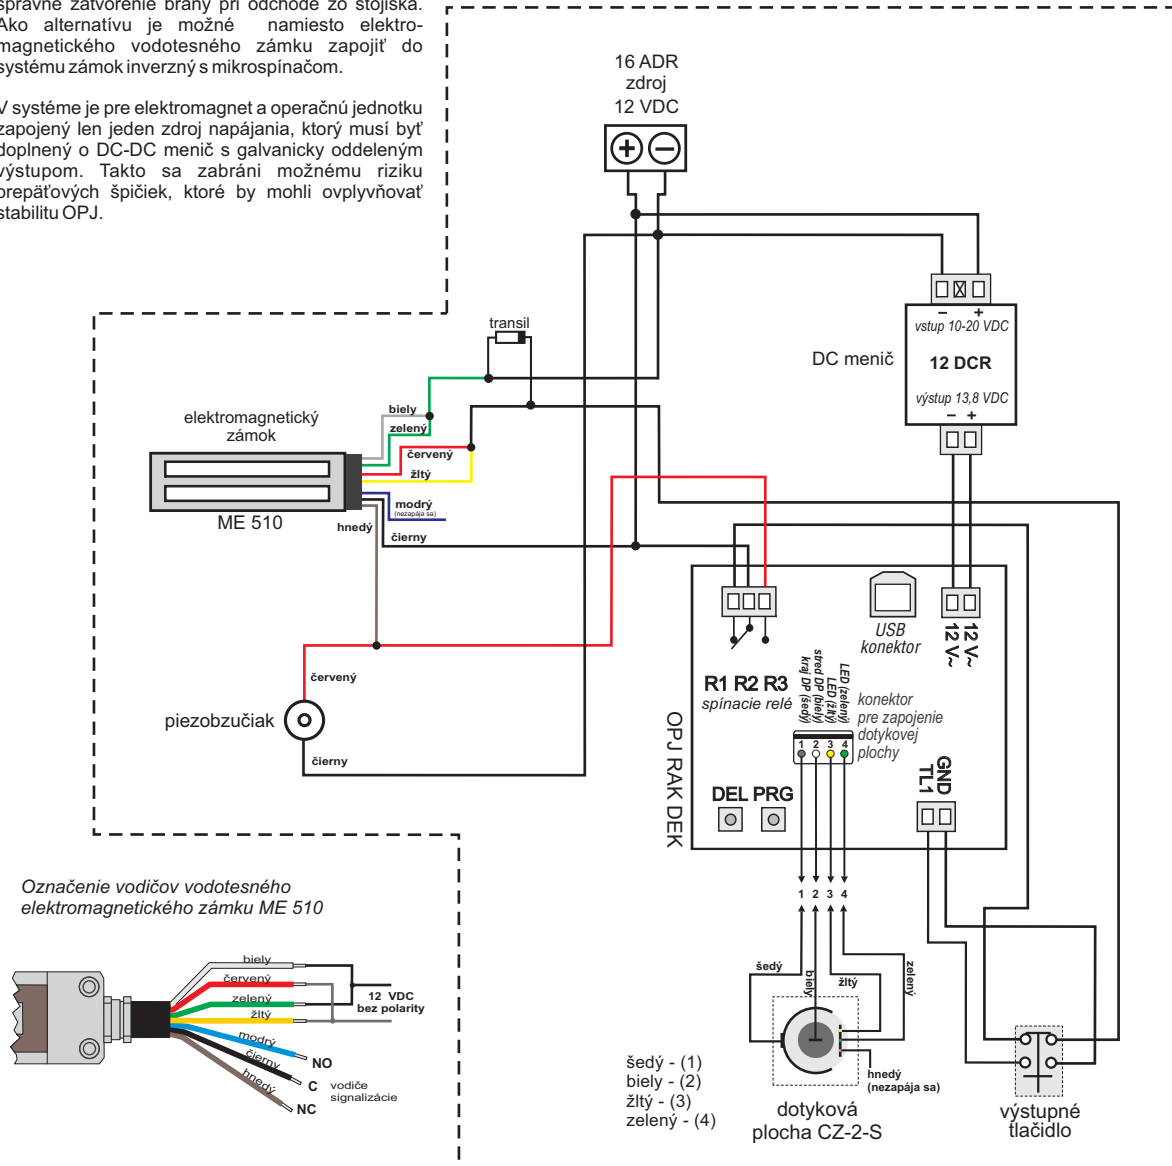 správne zatvorenie brány pri odchode zo stojiska.
Ako alternatívu je možné namiesto elektro-
magnetického vodotesného zámku zapojiť do
systému zámok inverzný s mikrospínačom.
V systéme je pre elektromagnet a operačnú jednotku
zapojený len jeden zdroj napájania, ktorý musí byť
doplnený o DC-DC menič s galvanicky oddeleným
výstupom. Takto sa zabráni možnému riziku
prepäťových špičiek, ktoré by mohli ovplyvňovať
stabilitu OPJ.
16 ADR
zdroj
12 VDC
transil
− +
vstup 10-20 VDC
DC menič
12 DCR
výstup 13,8 VDC
− +
elektromagnetický
zámok
ME 510
biely
zelený
červený
žltý
modrý
(nezapája sa)
hnedý
čierny
USB
konektor
12 V~
12 V~
R1 R2 R3
spínacie relé
kraj DP (šedý)
stred DP (biely)
LED (žltý)
LED (zelený)
konektor
pre zapojenie
dotykovej
plochy
1 2 3 4
OPJ RAK DEK
DEL PRG
TL1
GND
červený
piezobzučiak
čierny
1 2 3 4
šedý
biely
žltý
zelený
hnedý
(nezapája sa)
šedý - (1)
biely - (2)
žltý - (3)
zelený - (4)
dotyková
plocha CZ-2-S
výstupné
tlačidlo
Označenie vodičov vodotesného
elektromagnetického zámku ME 510
biely
červený
zelený
žltý
modrý
čierny
hnedý
12 VDC
bez polarity
NO
C
NC
vodiče
signalizácie